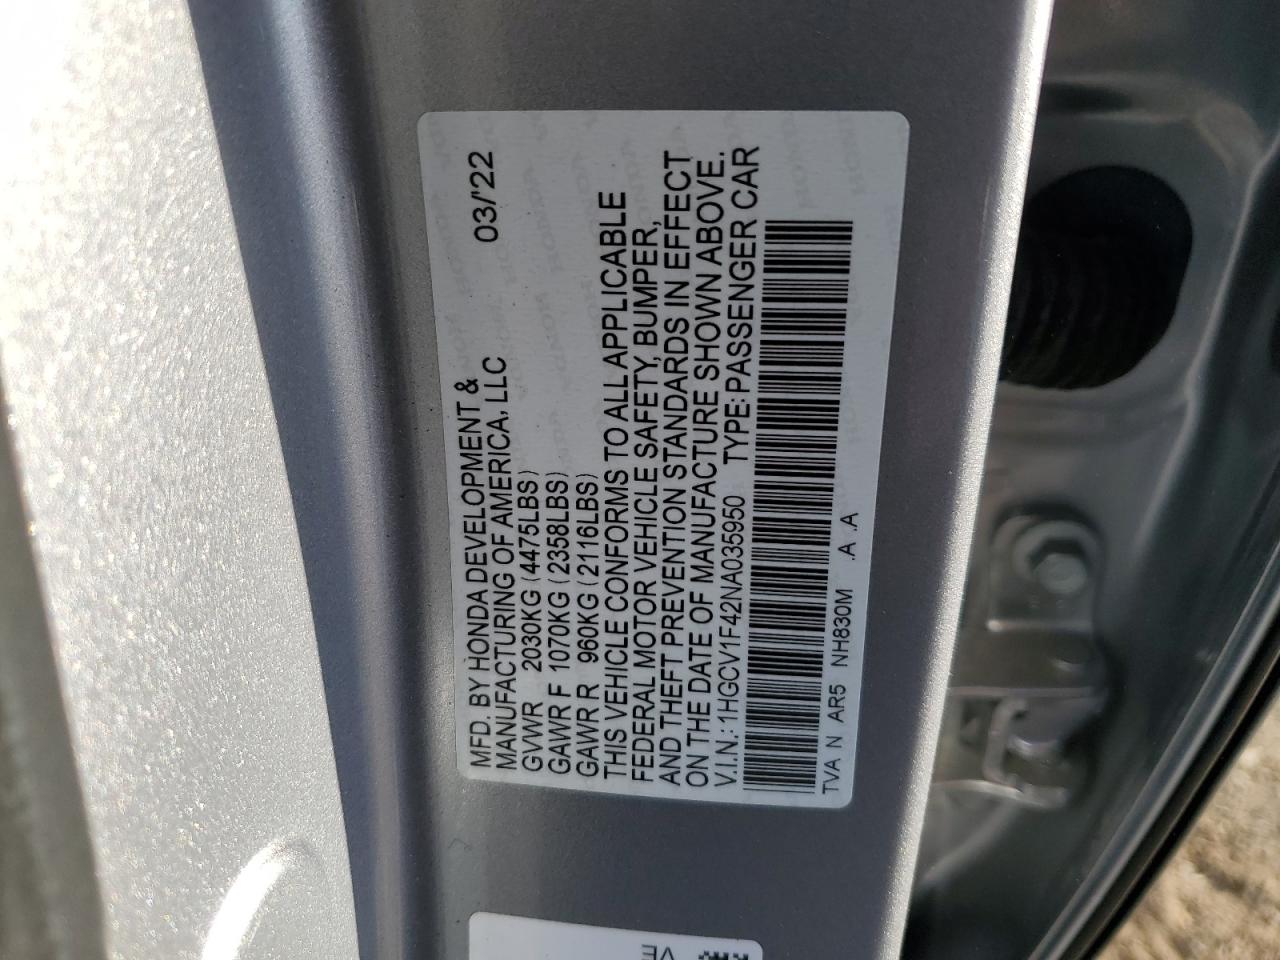 MFD. BY HONDA DEVELOPMENT & 03/'22
MANUFACTURING OF AMERICA, LLC
GVWR 2030KG (4475LBS)
GAWR F 1070KG (2358LBS)
GAWR R 960KG (2116LBS)
THIS VEHICLE CONFORMS TO ALL APPLICABLE
FEDERAL MOTOR VEHICLE SAFETY, BUMPER,
AND THEFT PREVENTION STANDARDS IN EFFECT
ON THE DATE OF MANUFACTURE SHOWN ABOVE.
V.I.N.: 1HGCV1F42NA035950 TYPE: PASSENGER CAR
TVA N AR5 NH830M .A .A
VE